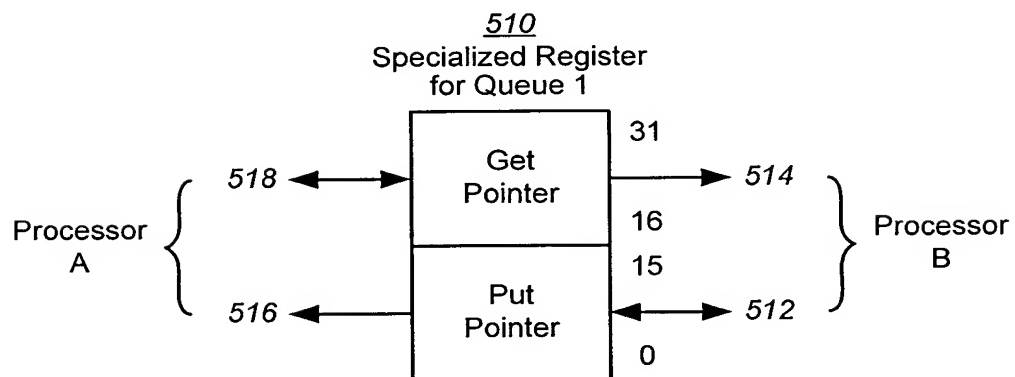 510
Specialized Register
for Queue 1
31
Get
Pointer
518
514
16
Processor
A
Processor
B
15
Put
Pointer
516
512
0